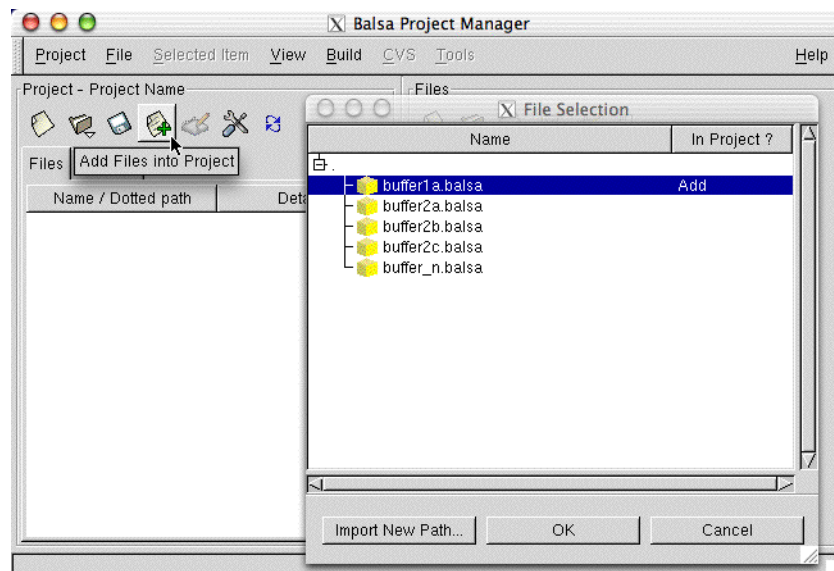 Balsa Project Manager
Project File Selected Item View Build CVS Tools Help
Project - Project Name
Files
File Selection
Name In Project ?
Files
Add Files into Project
.
Name / Dotted path Deta
buffer1a.balsa Add
buffer2a.balsa
buffer2b.balsa
buffer2c.balsa
buffer_n.balsa
Import New Path... OK Cancel